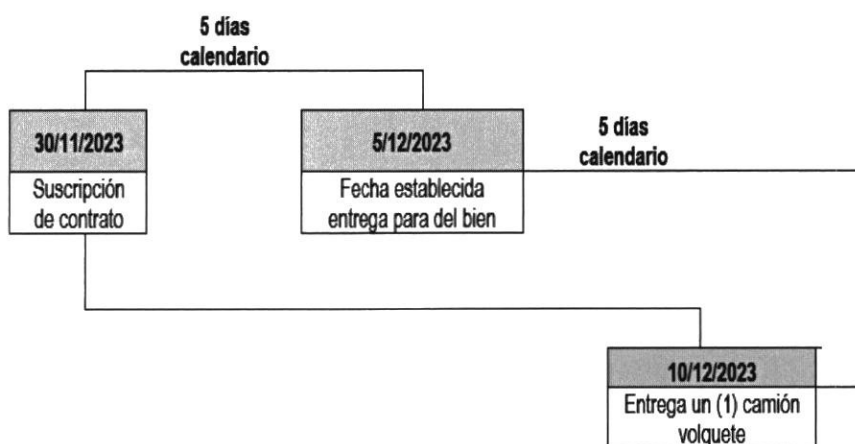 5 días
calendario
30/11/2023
Suscripción
de contrato
5/12/2023
Fecha establecida
entrega para del bien
5 días
calendario
10/12/2023
Entrega un (1) camión
volquete